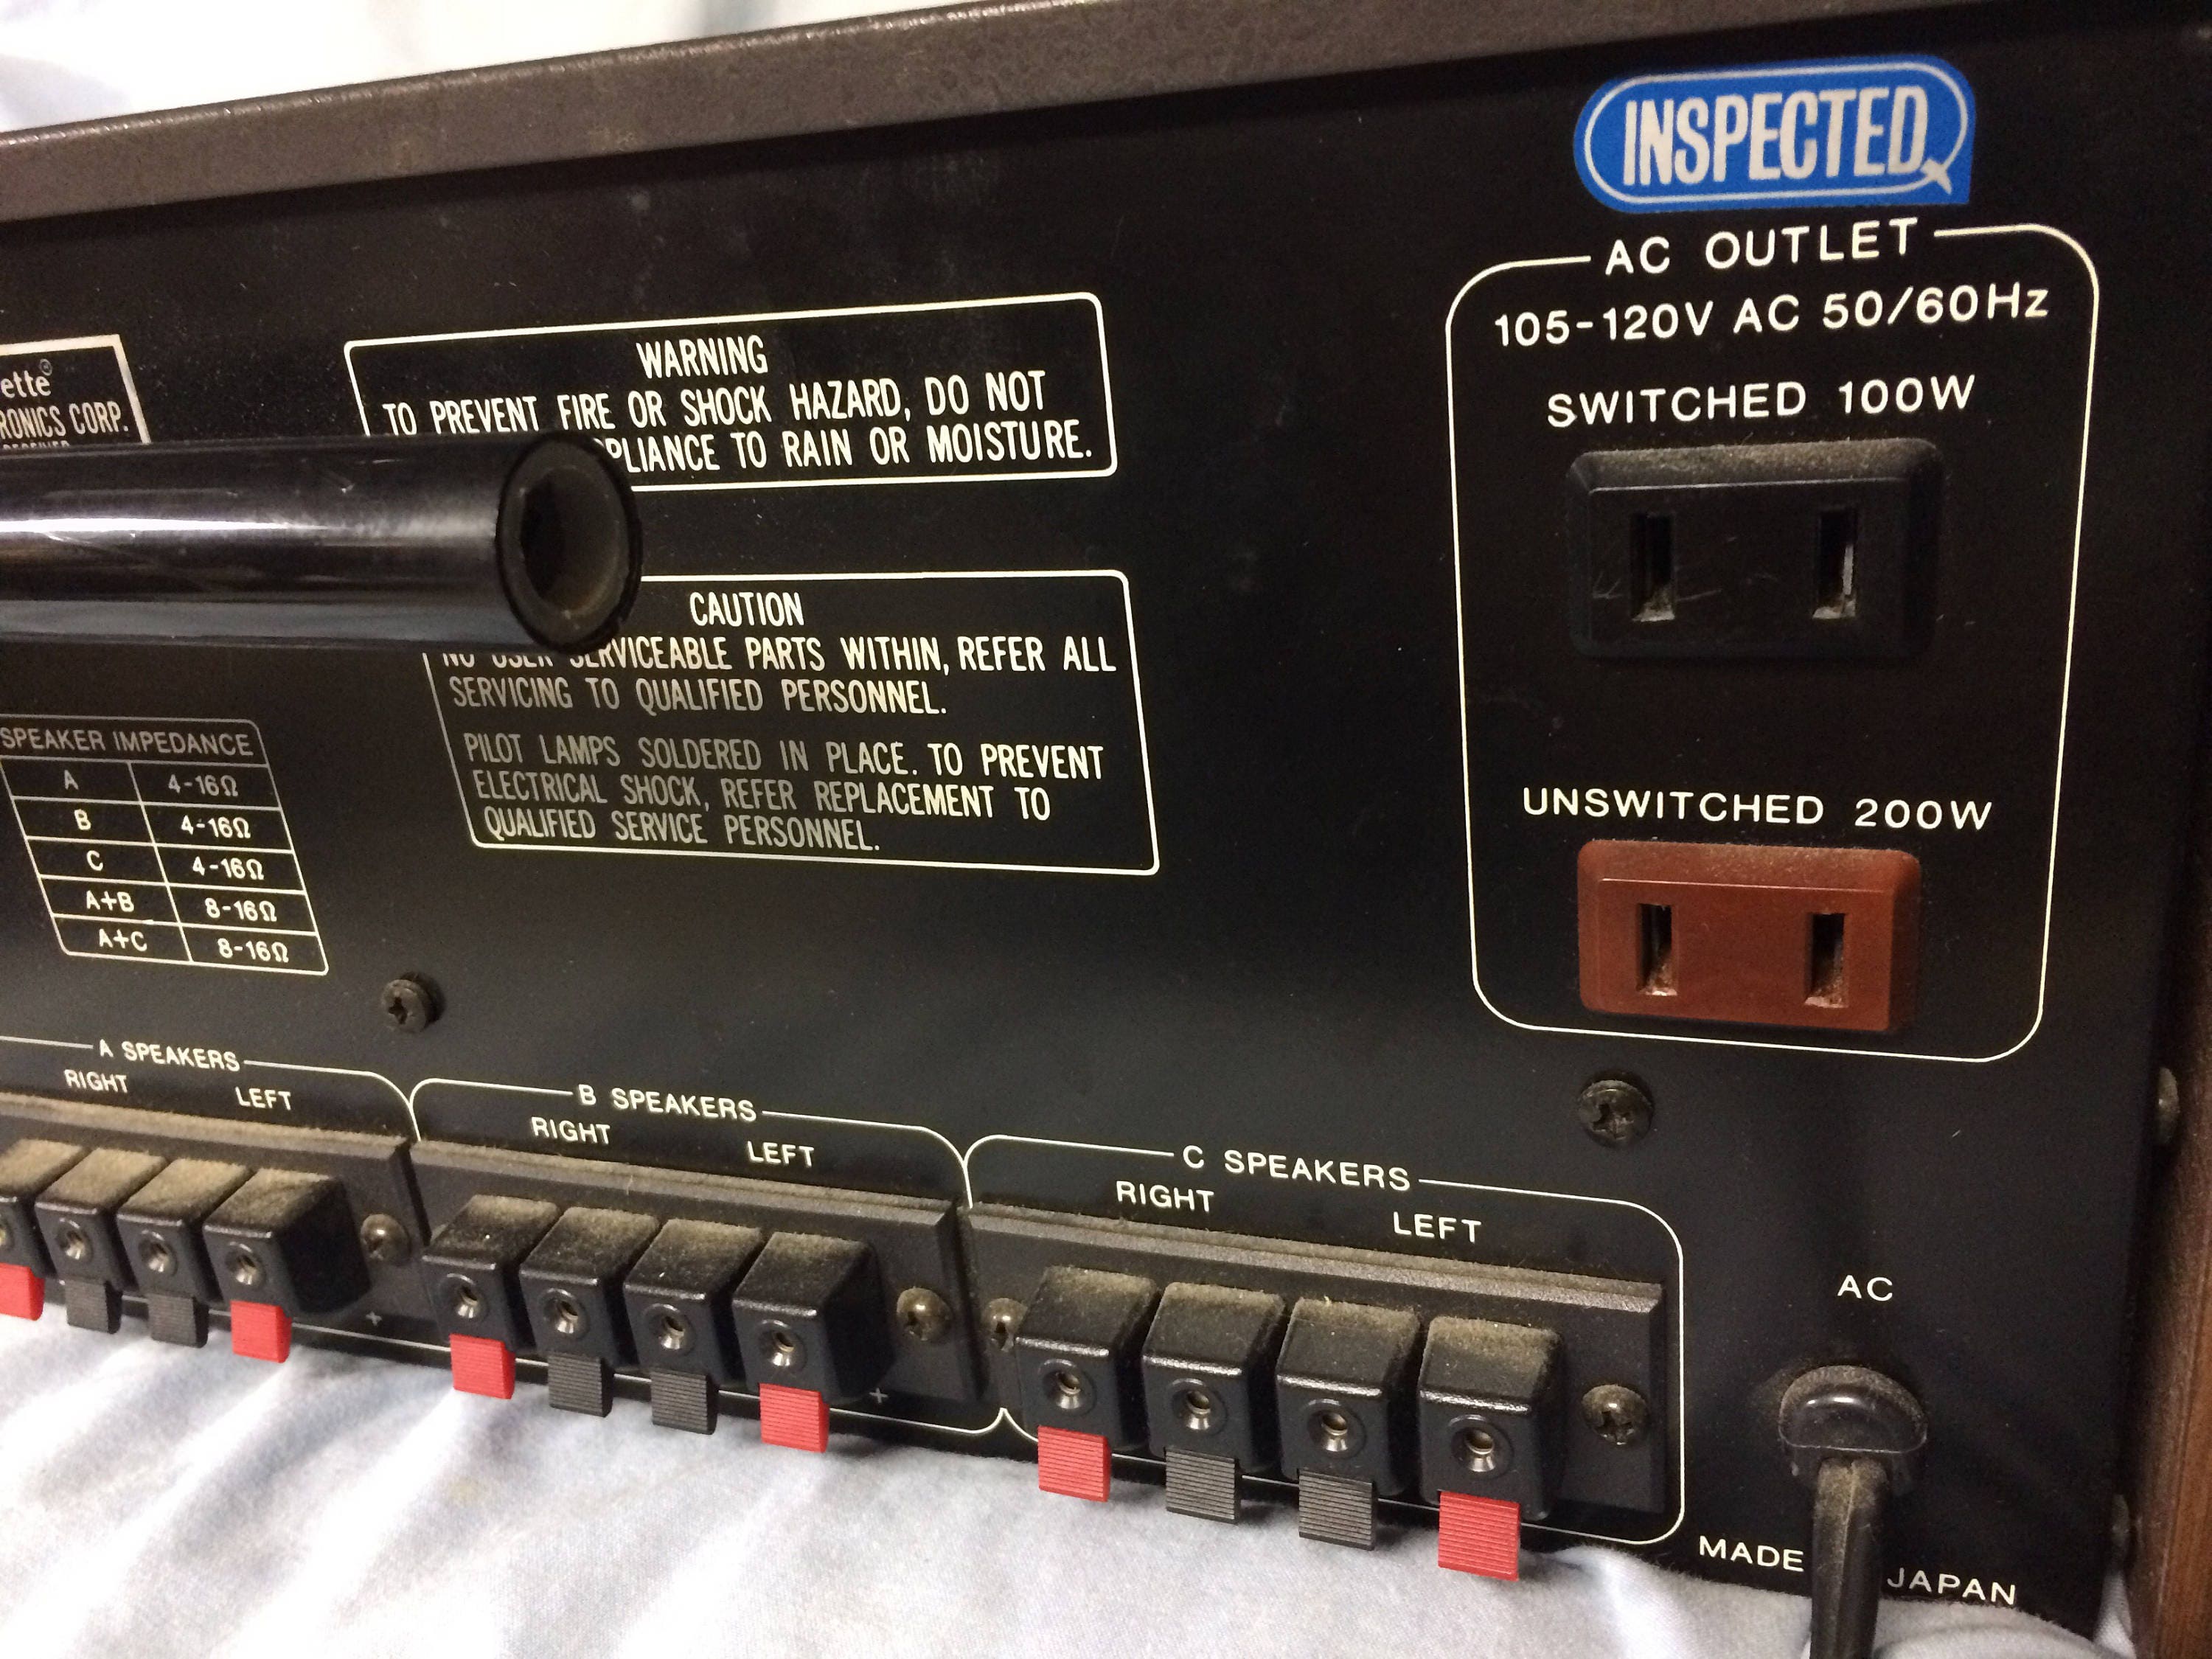 INSPECTED
AC OUTLET
105-120V AC 50/60Hz
SWITCHED 100W
UNSWITCHED 200W
ette®
RONICS CORP.
WARNING
TO PREVENT FIRE OR SHOCK HAZARD, DO NOT
PLIANCE TO RAIN OR MOISTURE.
CAUTION
NO USER SERVICEABLE PARTS WITHIN, REFER ALL
SERVICING TO QUALIFIED PERSONNEL.
PILOT LAMPS SOLDERED IN PLACE. TO PREVENT
ELECTRICAL SHOCK, REFER REPLACEMENT TO
QUALIFIED SERVICE PERSONNEL.
SPEAKER IMPEDANCE
A 4-16Ω
B 4-16Ω
C 4-16Ω
A+B 8-16Ω
A+C 8-16Ω
A SPEAKERS
RIGHT LEFT
+
B SPEAKERS
RIGHT LEFT
+
C SPEAKERS
RIGHT LEFT
AC
MADE JAPAN